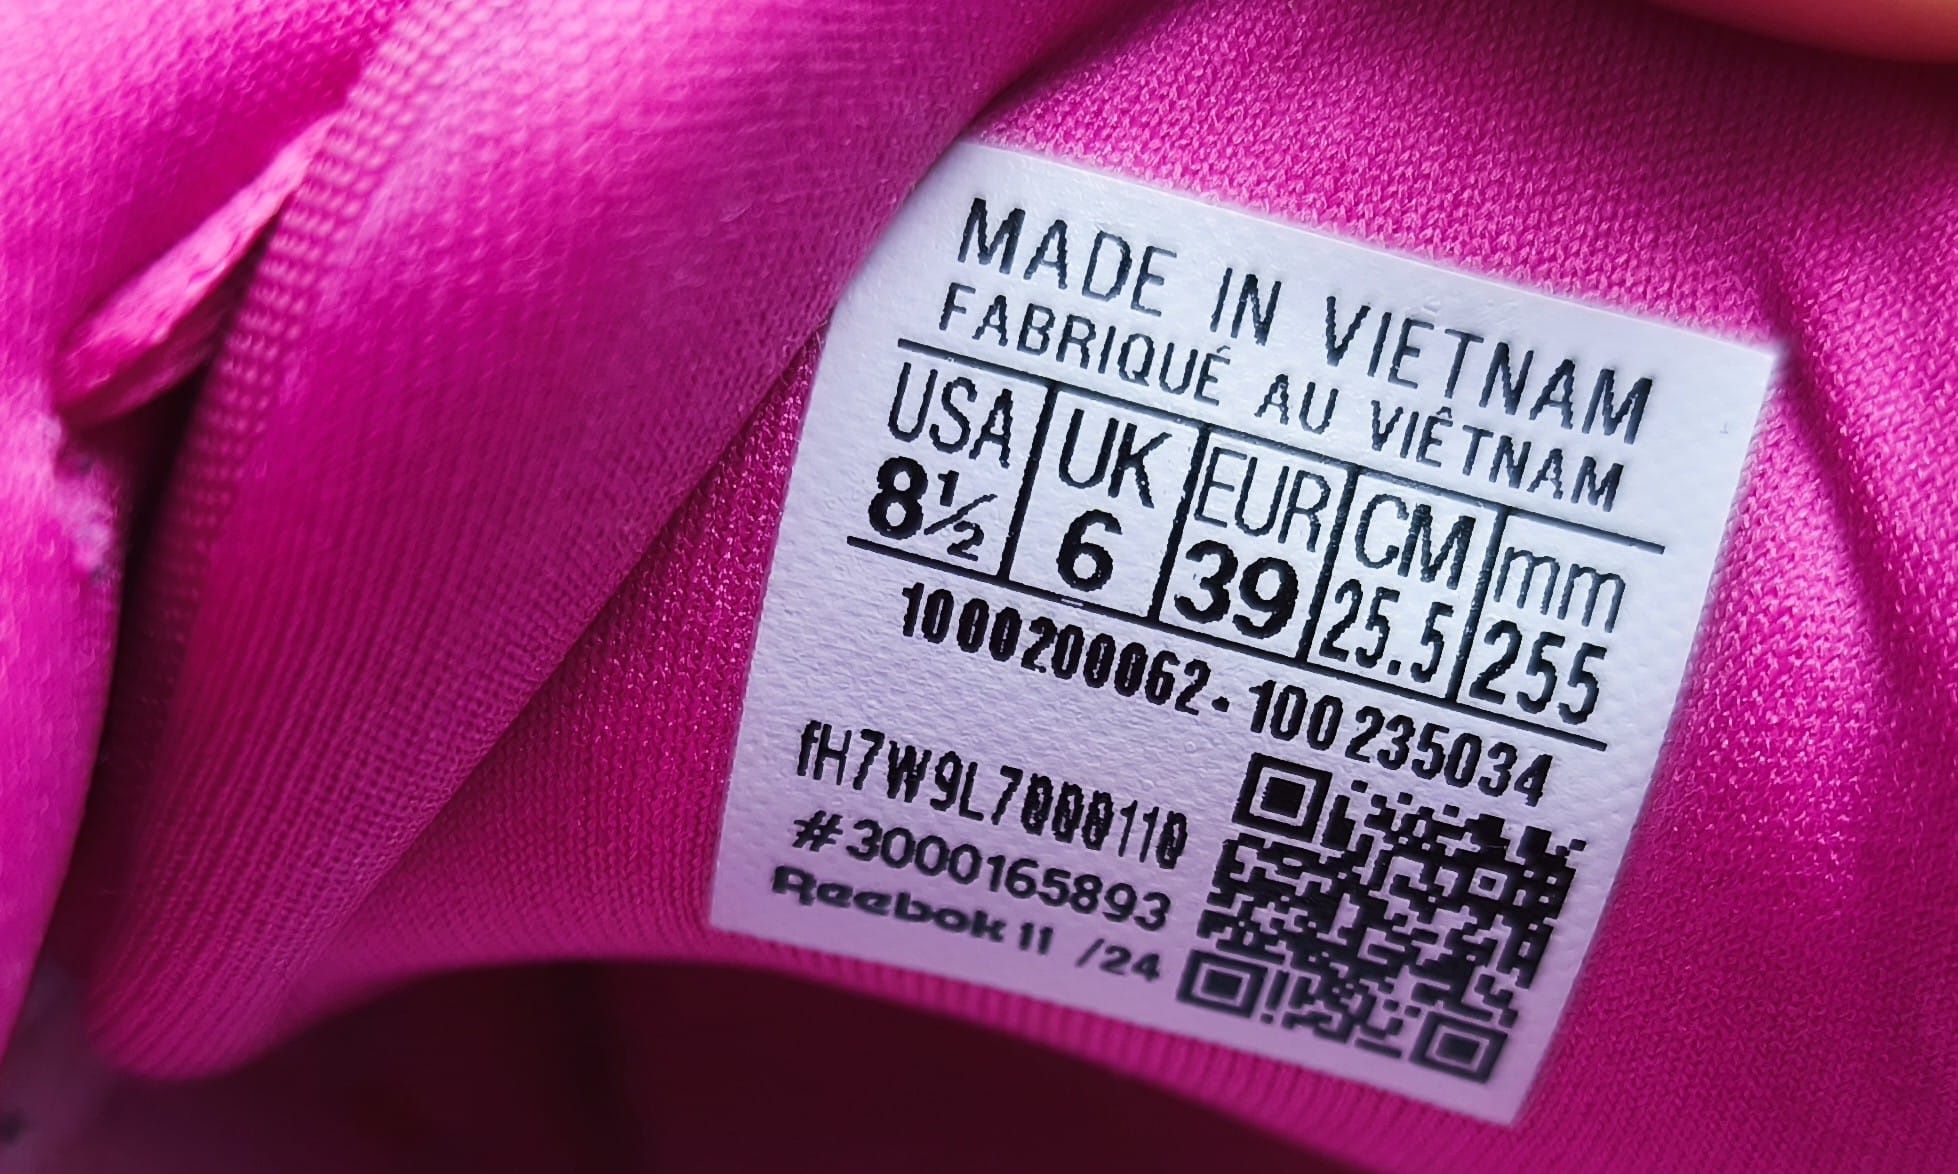 MADE IN VIETNAM
FABRIQUÉ AU VIÊTNAM
USA UK EUR CM mm
8½ 6 39 25.5 255
1000200062-100235034
fH7W9L7000110
#3000165893
Reebok 11 /24